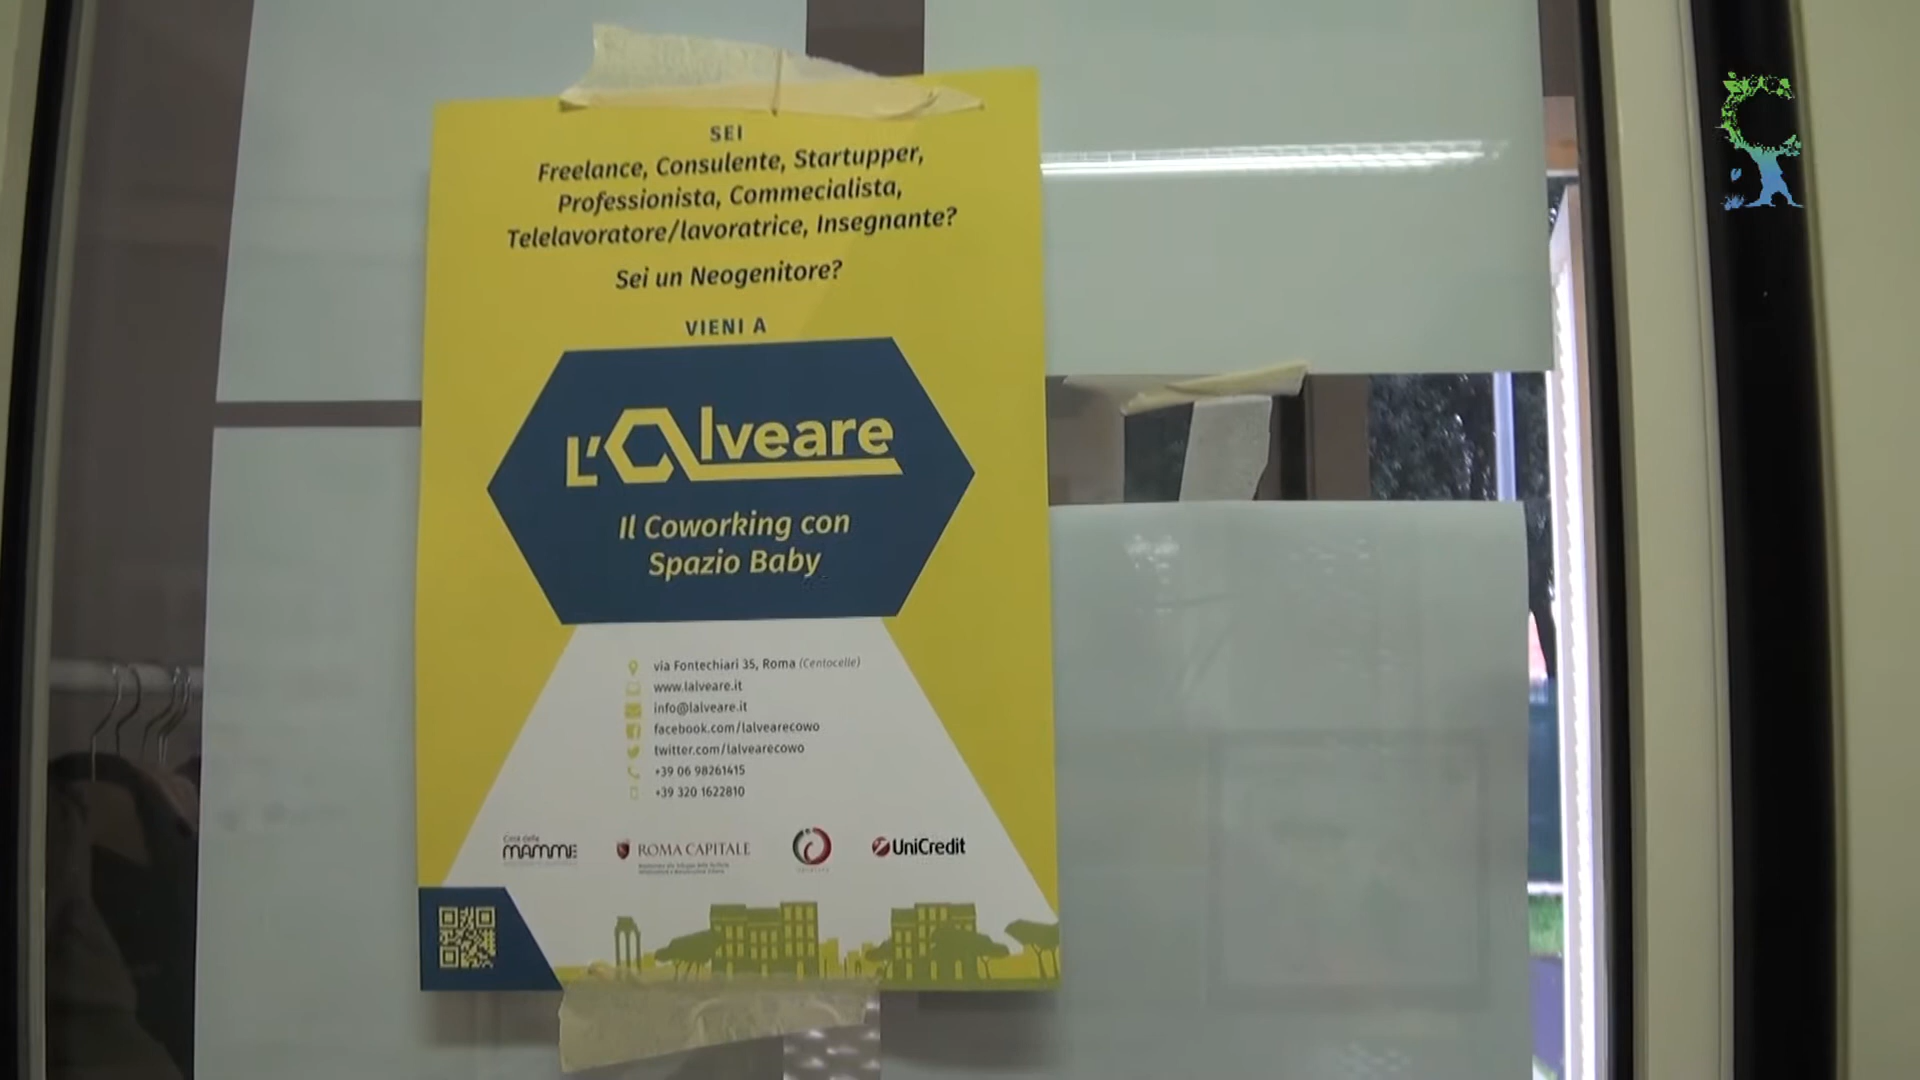 SEI
Freelance, Consulente, Startupper,
Professionista, Commecialista,
Telelavoratore/lavoratrice, Insegnante?
Sei un Neogenitore?
VIENI A
L'Alveare
Il Coworking con
Spazio Baby
via Fontechiari 35, Roma (Centocelle)
www.lalveare.it
info@lalveare.it
facebook.com/lalvearecowo
twitter.com/lalvearecowo
+39 06 98261415
+39 320 1622810
Città delle
MAMME
ROMA CAPITALE
UniCredit